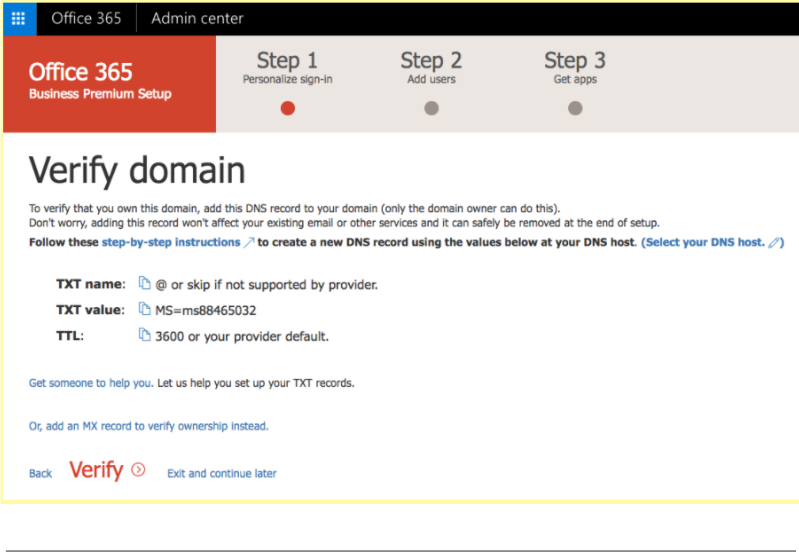 Office 365 Admin center
Office 365
Business Premium Setup
Step 1
Personalize sign-in
Step 2
Add users
Step 3
Get apps
Verify domain
To verify that you own this domain, add this DNS record to your domain (only the domain owner can do this).
Don't worry, adding this record won't affect your existing email or other services and it can safely be removed at the end of setup.
Follow these step-by-step instructions to create a new DNS record using the values below at your DNS host. (Select your DNS host.)
TXT name: @ or skip if not supported by provider.
TXT value: MS=ms88465032
TTL: 3600 or your provider default.
Get someone to help you. Let us help you set up your TXT records.
Or, add an MX record to verify ownership instead.
Back Verify Exit and continue later